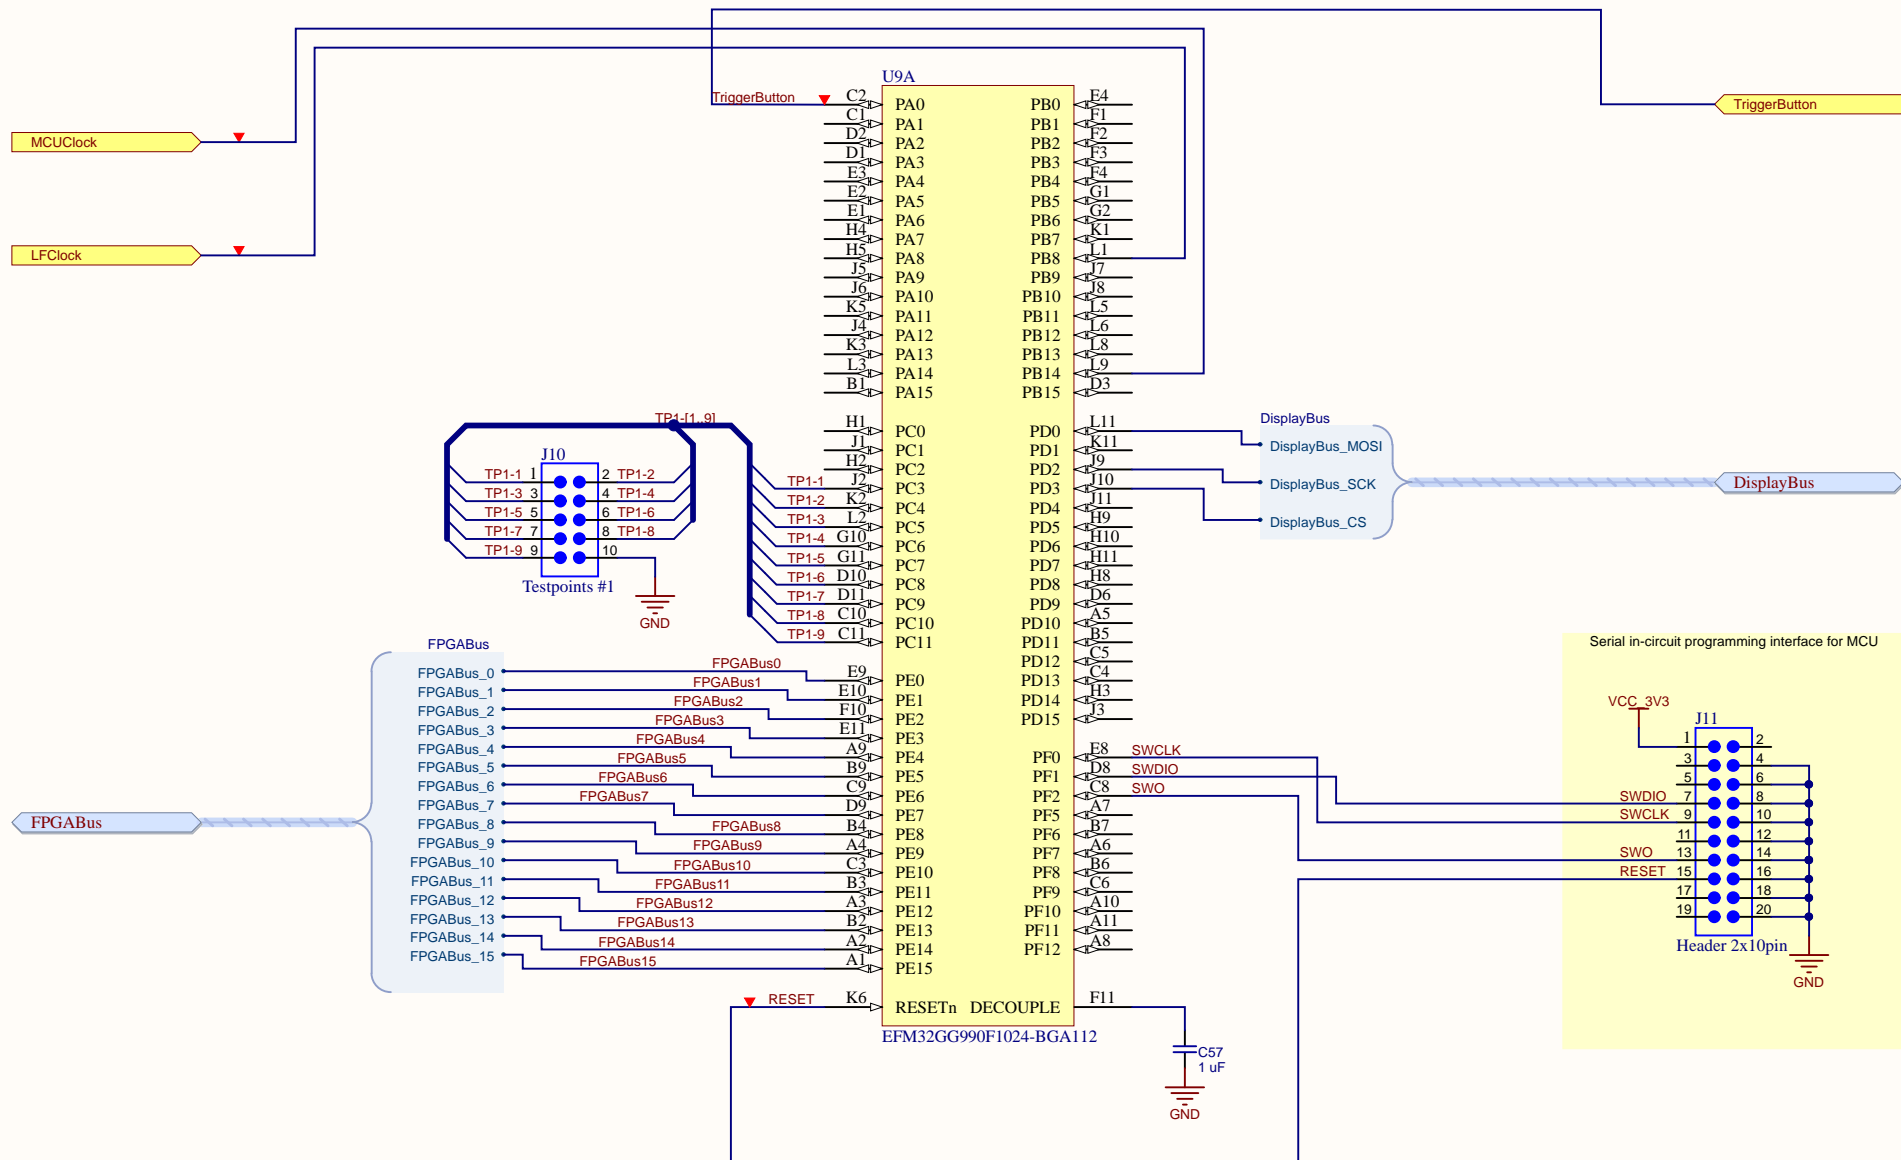 U9A
TriggerButton
TriggerButton
MCUClock
LFClock
C2 PA0 PB0 E4
C1 PA1 PB1 F1
D2 PA2 PB2 F2
D1 PA3 PB3 F3
E3 PA4 PB4 F4
E2 PA5 PB5 G1
E1 PA6 PB6 G2
H4 PA7 PB7 K1
H5 PA8 PB8 L1
J5 PA9 PB9 J7
J6 PA10 PB10 J8
K5 PA11 PB11 L5
J4 PA12 PB12 L6
K3 PA13 PB13 L8
L3 PA14 PB14 L9
B1 PA15 PB15 D3
H1 PC0 PD0 L11
J1 PC1 PD1 K11
H2 PC2 PD2 J9
TP1-1 J2 PC3 PD3 J10
TP1-2 K2 PC4 PD4 J11
TP1-3 L2 PC5 PD5 H9
TP1-4 G10 PC6 PD6 H10
TP1-5 G11 PC7 PD7 H11
TP1-6 D10 PC8 PD8 H8
TP1-7 D11 PC9 PD9 D6
TP1-8 C10 PC10 PD10 A5
TP1-9 C11 PC11 PD11 B5
PD12 C5
PD13 C4
PD14 H3
PD15 J3
TP1-[1..9]
J10
TP1-1 1 2 TP1-2
TP1-3 3 4 TP1-4
TP1-5 5 6 TP1-6
TP1-7 7 8 TP1-8
TP1-9 9 10
Testpoints #1
GND
DisplayBus
DisplayBus_MOSI
DisplayBus_SCK
DisplayBus_CS
DisplayBus
FPGABus
FPGABus
FPGABus_0 FPGABus0 E9 PE0
FPGABus_1 FPGABus1 E10 PE1
FPGABus_2 FPGABus2 F10 PE2
FPGABus_3 FPGABus3 E11 PE3
FPGABus_4 FPGABus4 A9 PE4
FPGABus_5 FPGABus5 B9 PE5
FPGABus_6 FPGABus6 C9 PE6
FPGABus_7 FPGABus7 D9 PE7
FPGABus_8 FPGABus8 B4 PE8
FPGABus_9 FPGABus9 A4 PE9
FPGABus_10 FPGABus10 C3 PE10
FPGABus_11 FPGABus11 B3 PE11
FPGABus_12 FPGABus12 A3 PE12
FPGABus_13 FPGABus13 B2 PE13
FPGABus_14 FPGABus14 A2 PE14
FPGABus_15 FPGABus15 A1 PE15
PF0 E8 SWCLK
PF1 D8 SWDIO
PF2 C8 SWO
PF5 A7
PF6 B7
PF7 A6
PF8 B6
PF9 C6
PF10 A10
PF11 A11
PF12 A8
RESET K6 RESETn DECOUPLE F11
EFM32GG990F1024-BGA112
C57
1 uF
GND
Serial in-circuit programming interface for MCU
VCC_3V3
J11
1 2
3 4
5 6
SWDIO 7 8
SWCLK 9 10
11 12
SWO 13 14
RESET 15 16
17 18
19 20
Header 2x10pin
GND